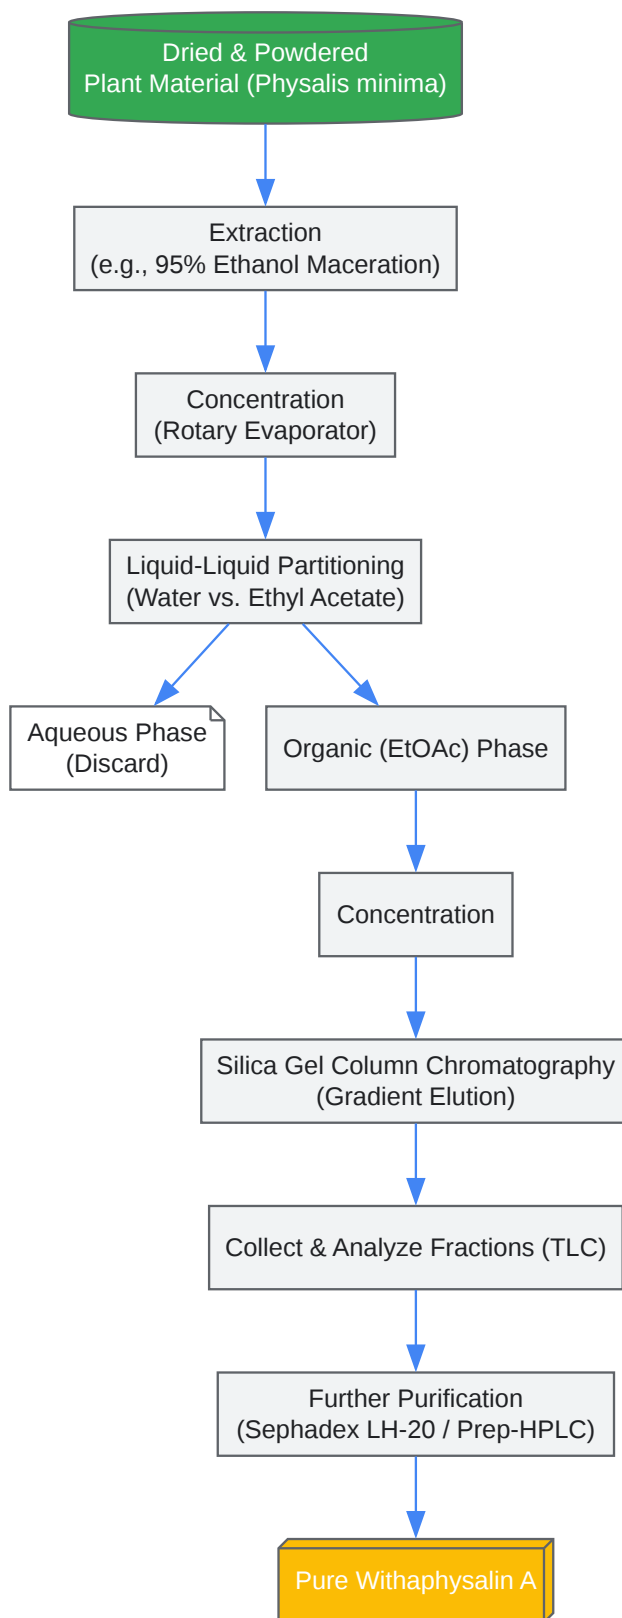 Dried & Powdered
Plant Material (Physalis minima)
Extraction
(e.g., 95% Ethanol Maceration)
Concentration
(Rotary Evaporator)
Liquid-Liquid Partitioning
(Water vs. Ethyl Acetate)
Aqueous Phase
(Discard)
Organic (EtOAc) Phase
Concentration
Silica Gel Column Chromatography
(Gradient Elution)
Collect & Analyze Fractions (TLC)
Further Purification
(Sephadex LH-20 / Prep-HPLC)
Pure Withaphysalin A